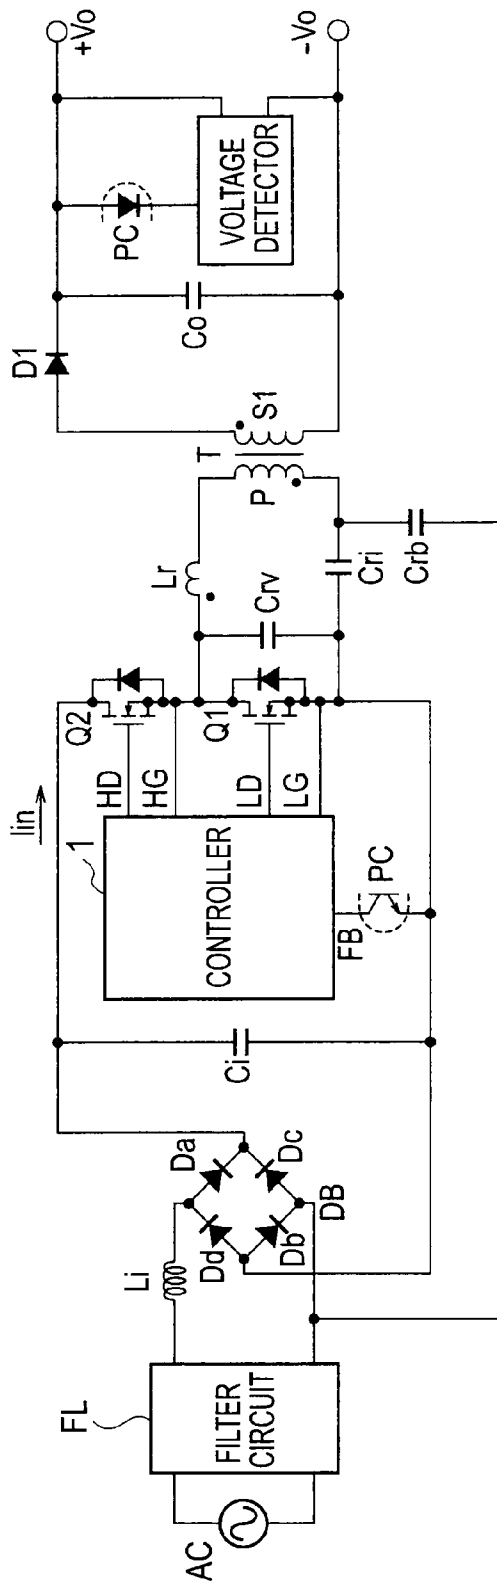 AC
FL
FILTER
CIRCUIT
Li
Da
Dd
Dc
Db
DB
Ci
Iin
1
CONTROLLER
HD
HG
LD
LG
FB
PC
Q2
Q1
Lr
Crv
Cri
Crb
T
P
S1
D1
Co
PC
VOLTAGE
DETECTOR
+Vo
-Vo